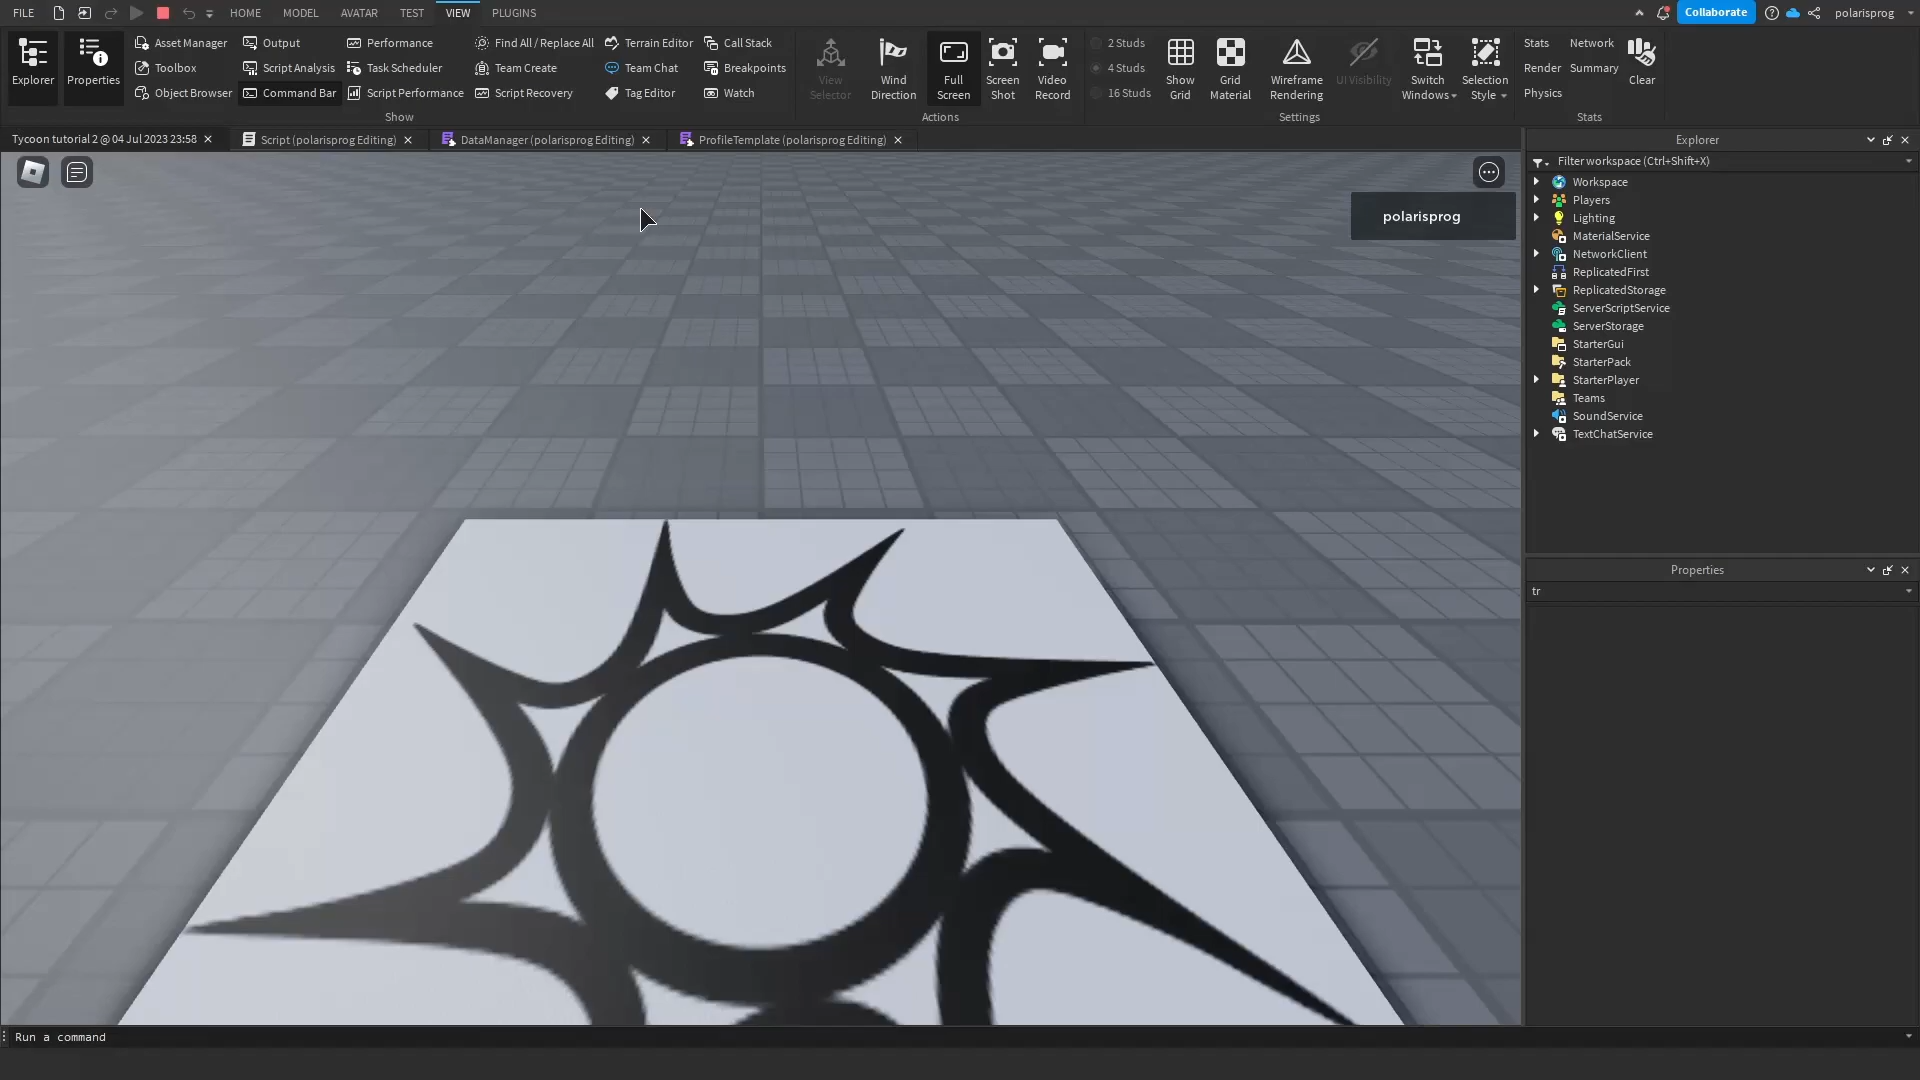 FILE HOME MODEL AVATAR TEST VIEW PLUGINS Collaborate polarisprog
Explorer
Properties
Asset Manager
Toolbox
Object Browser
Output
Script Analysis
Command Bar
Performance
Task Scheduler
Script Performance
Find All / Replace All
Team Create
Script Recovery
Terrain Editor
Team Chat
Tag Editor
Call Stack
Breakpoints
Watch
Show
View
Selector
Wind
Direction
Full
Screen
Screen
Shot
Video
Record
Actions
2 Studs
4 Studs
16 Studs
Show
Grid
Grid
Material
Wireframe
Rendering
UI Visibility
Switch
Windows
Selection
Style
Settings
Stats
Render
Physics
Network
Summary
Clear
Stats
Tycoon tutorial 2 @ 04 Jul 2023 23:58
Script (polarisprog Editing)
DataManager (polarisprog Editing)
ProfileTemplate (polarisprog Editing)
polarisprog
Explorer
Filter workspace (Ctrl+Shift+X)
Workspace
Players
Lighting
MaterialService
NetworkClient
ReplicatedFirst
ReplicatedStorage
ServerScriptService
ServerStorage
StarterGui
StarterPack
StarterPlayer
Teams
SoundService
TextChatService
Properties
tr
Run a command